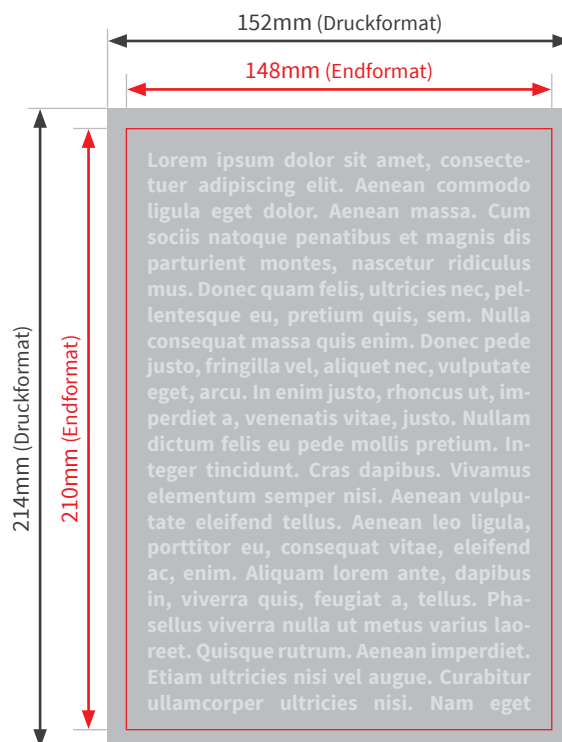 152mm (Druckformat)
148mm (Endformat)
214mm (Druckformat)
210mm (Endformat)
Lorem ipsum dolor sit amet, consecte-
tuer adipiscing elit. Aenean commodo
ligula eget dolor. Aenean massa. Cum
sociis natoque penatibus et magnis dis
parturient montes, nascetur ridiculus
mus. Donec quam felis, ultricies nec, pel-
lentesque eu, pretium quis, sem. Nulla
consequat massa quis enim. Donec pede
justo, fringilla vel, aliquet nec, vulputate
eget, arcu. In enim justo, rhoncus ut, in-
perdiet a, venenatis vitae, justo. Nullam
dictum felis eu pede mollis pretium. In-
teger tincidunt. Cras dapibus. Vivamus
elementum semper nisi. Aenean vulpu-
tate eleifend tellus. Aenean leo ligula,
porttitor eu, consequat vitae, eleifend
ac, enim. Aliquam lorem ante, dapibus
in, viverra quis, feugiat a, tellus. Pha-
sellus viverra nulla ut metus varius lao-
reet. Quisque rutrum. Aenean imperdiet.
Etiam ultricies nisi vel augue. Curabitur
ullamcorper ultricies nisi. Nam eget